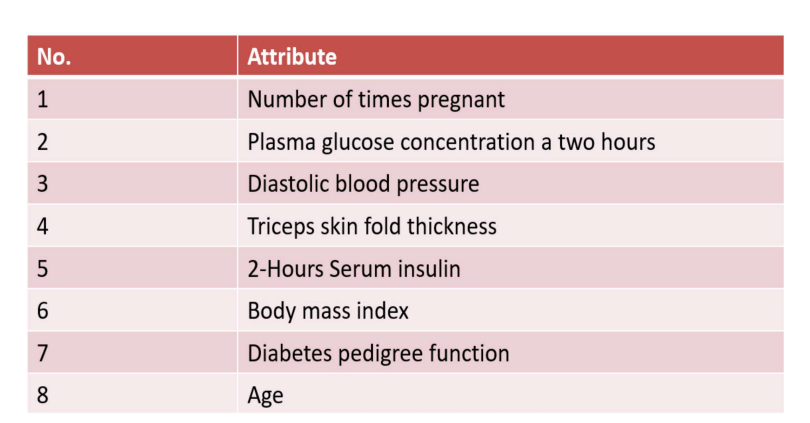 No. Attribute
1 Number of times pregnant
2 Plasma glucose concentration a two hours
3 Diastolic blood pressure
4 Triceps skin fold thickness
5 2-Hours Serum insulin
6 Body mass index
7 Diabetes pedigree function
8 Age